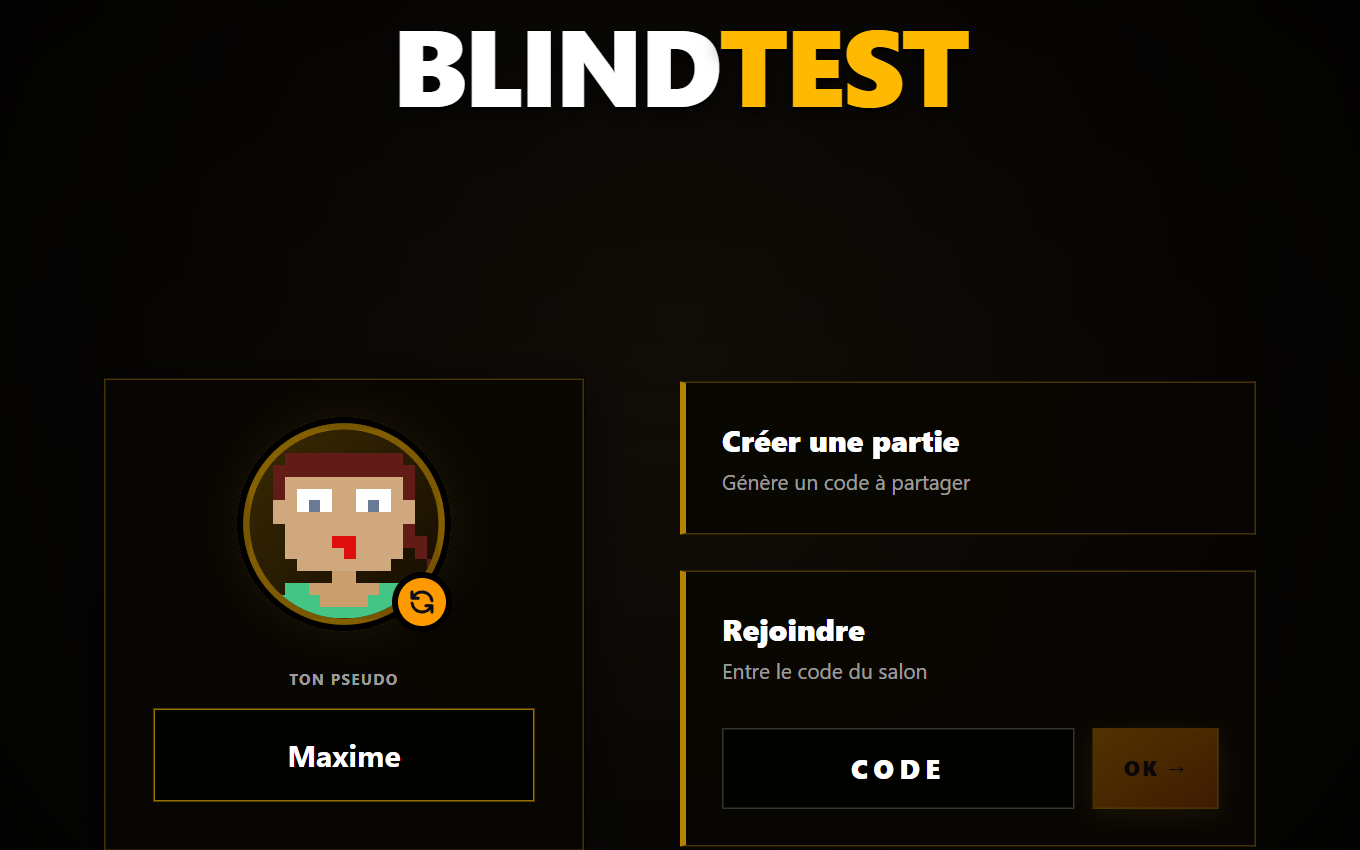 BLINDTEST
TON PSEUDO
Maxime
Créer une partie
Génère un code à partager
Rejoindre
Entre le code du salon
CODE
OK →